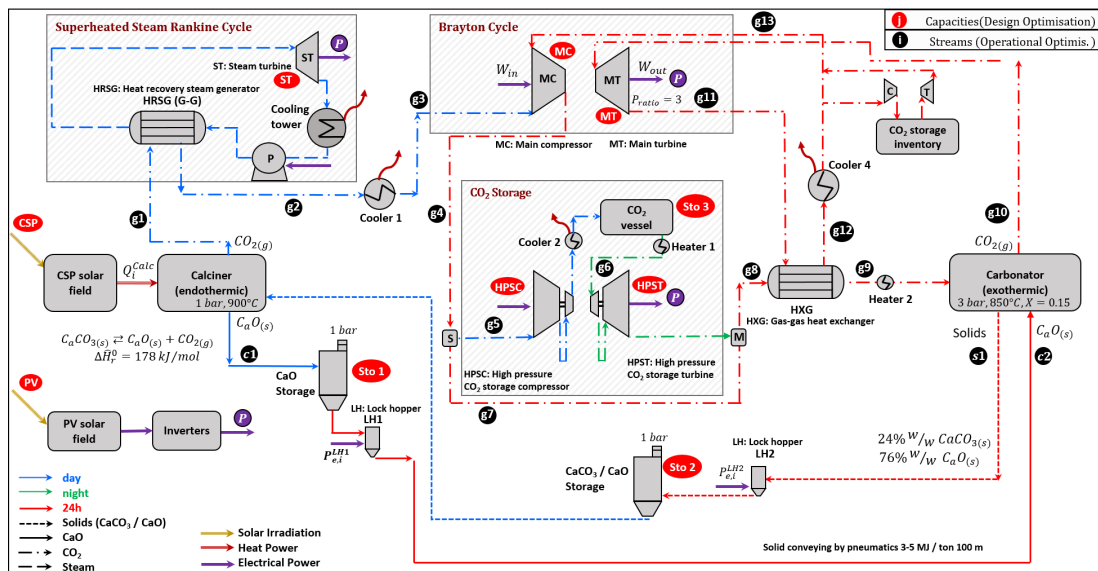 Superheated Steam Rankine Cycle
ST
P
ST: Steam turbine
ST
HRSG: Heat recovery steam generator
HRSG (G-G)
Cooling
tower
P
g1
g2
Cooler 1
g3
Brayton Cycle
MC
W_in
MC
MT
W_out
P
P_ratio = 3
MT
MC: Main compressor
MT: Main turbine
g11
g13
j
Capacities(Design Optimisation)
i
Streams (Operational Optimis.)
C
T
CO2 storage
inventory
Cooler 4
g4
g12
g10
CO2(g)
CO2 Storage
CO2
vessel
Sto 3
Cooler 2
Heater 1
g6
HPSC
HPST
P
g5
S
M
HPSC: High pressure
CO2 storage compressor
HPST: High pressure
CO2 storage turbine
g7
g8
HXG
HXG: Gas-gas heat exchanger
g9
Heater 2
Carbonator
(exothermic)
3 bar, 850°C, X = 0.15
Solids
s1
CaO(s)
c2
CSP
CSP solar
field
Q_i^Calc
CO2(g)
Calciner
(endothermic)
1 bar, 900°C
CaO(s)
CaCO3(s) ⇄ CaO(s) + CO2(g)
ΔH̄_r^0 = 178 kJ/mol
c1
1 bar
CaO
Storage
Sto 1
LH: Lock hopper
LH1
P_e,i^LH1
PV
PV solar
field
Inverters
P
1 bar
CaCO3 / CaO
Storage
Sto 2
LH: Lock hopper
LH2
P_e,i^LH2
24% W/W CaCO3(s)
76% W/W CaO(s)
day
night
24h
Solids (CaCO3 / CaO)
CaO
CO2
Steam
Solar Irradiation
Heat Power
Electrical Power
Solid conveying by pneumatics 3-5 MJ / ton 100 m